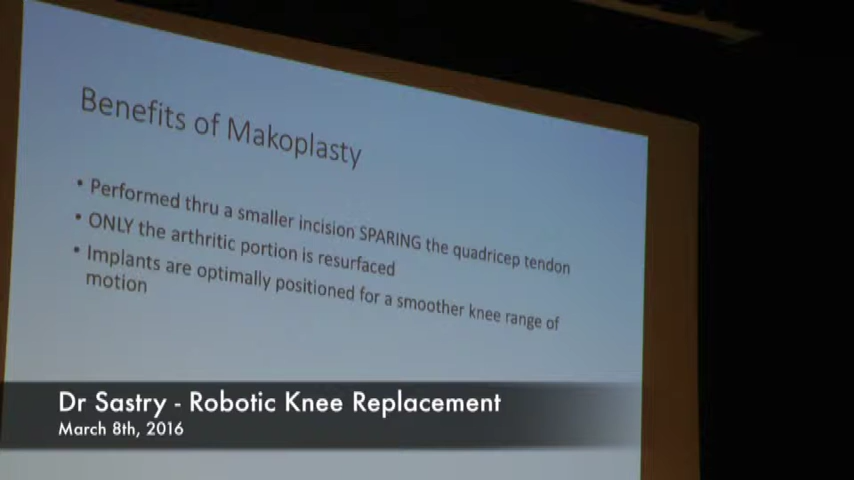 Benefits of Makoplasty
• Performed thru a smaller incision SPARING the quadricep tendon
• ONLY the arthritic portion is resurfaced
• Implants are optimally positioned for a smoother knee range of
motion
Dr Sastry - Robotic Knee Replacement
March 8th, 2016